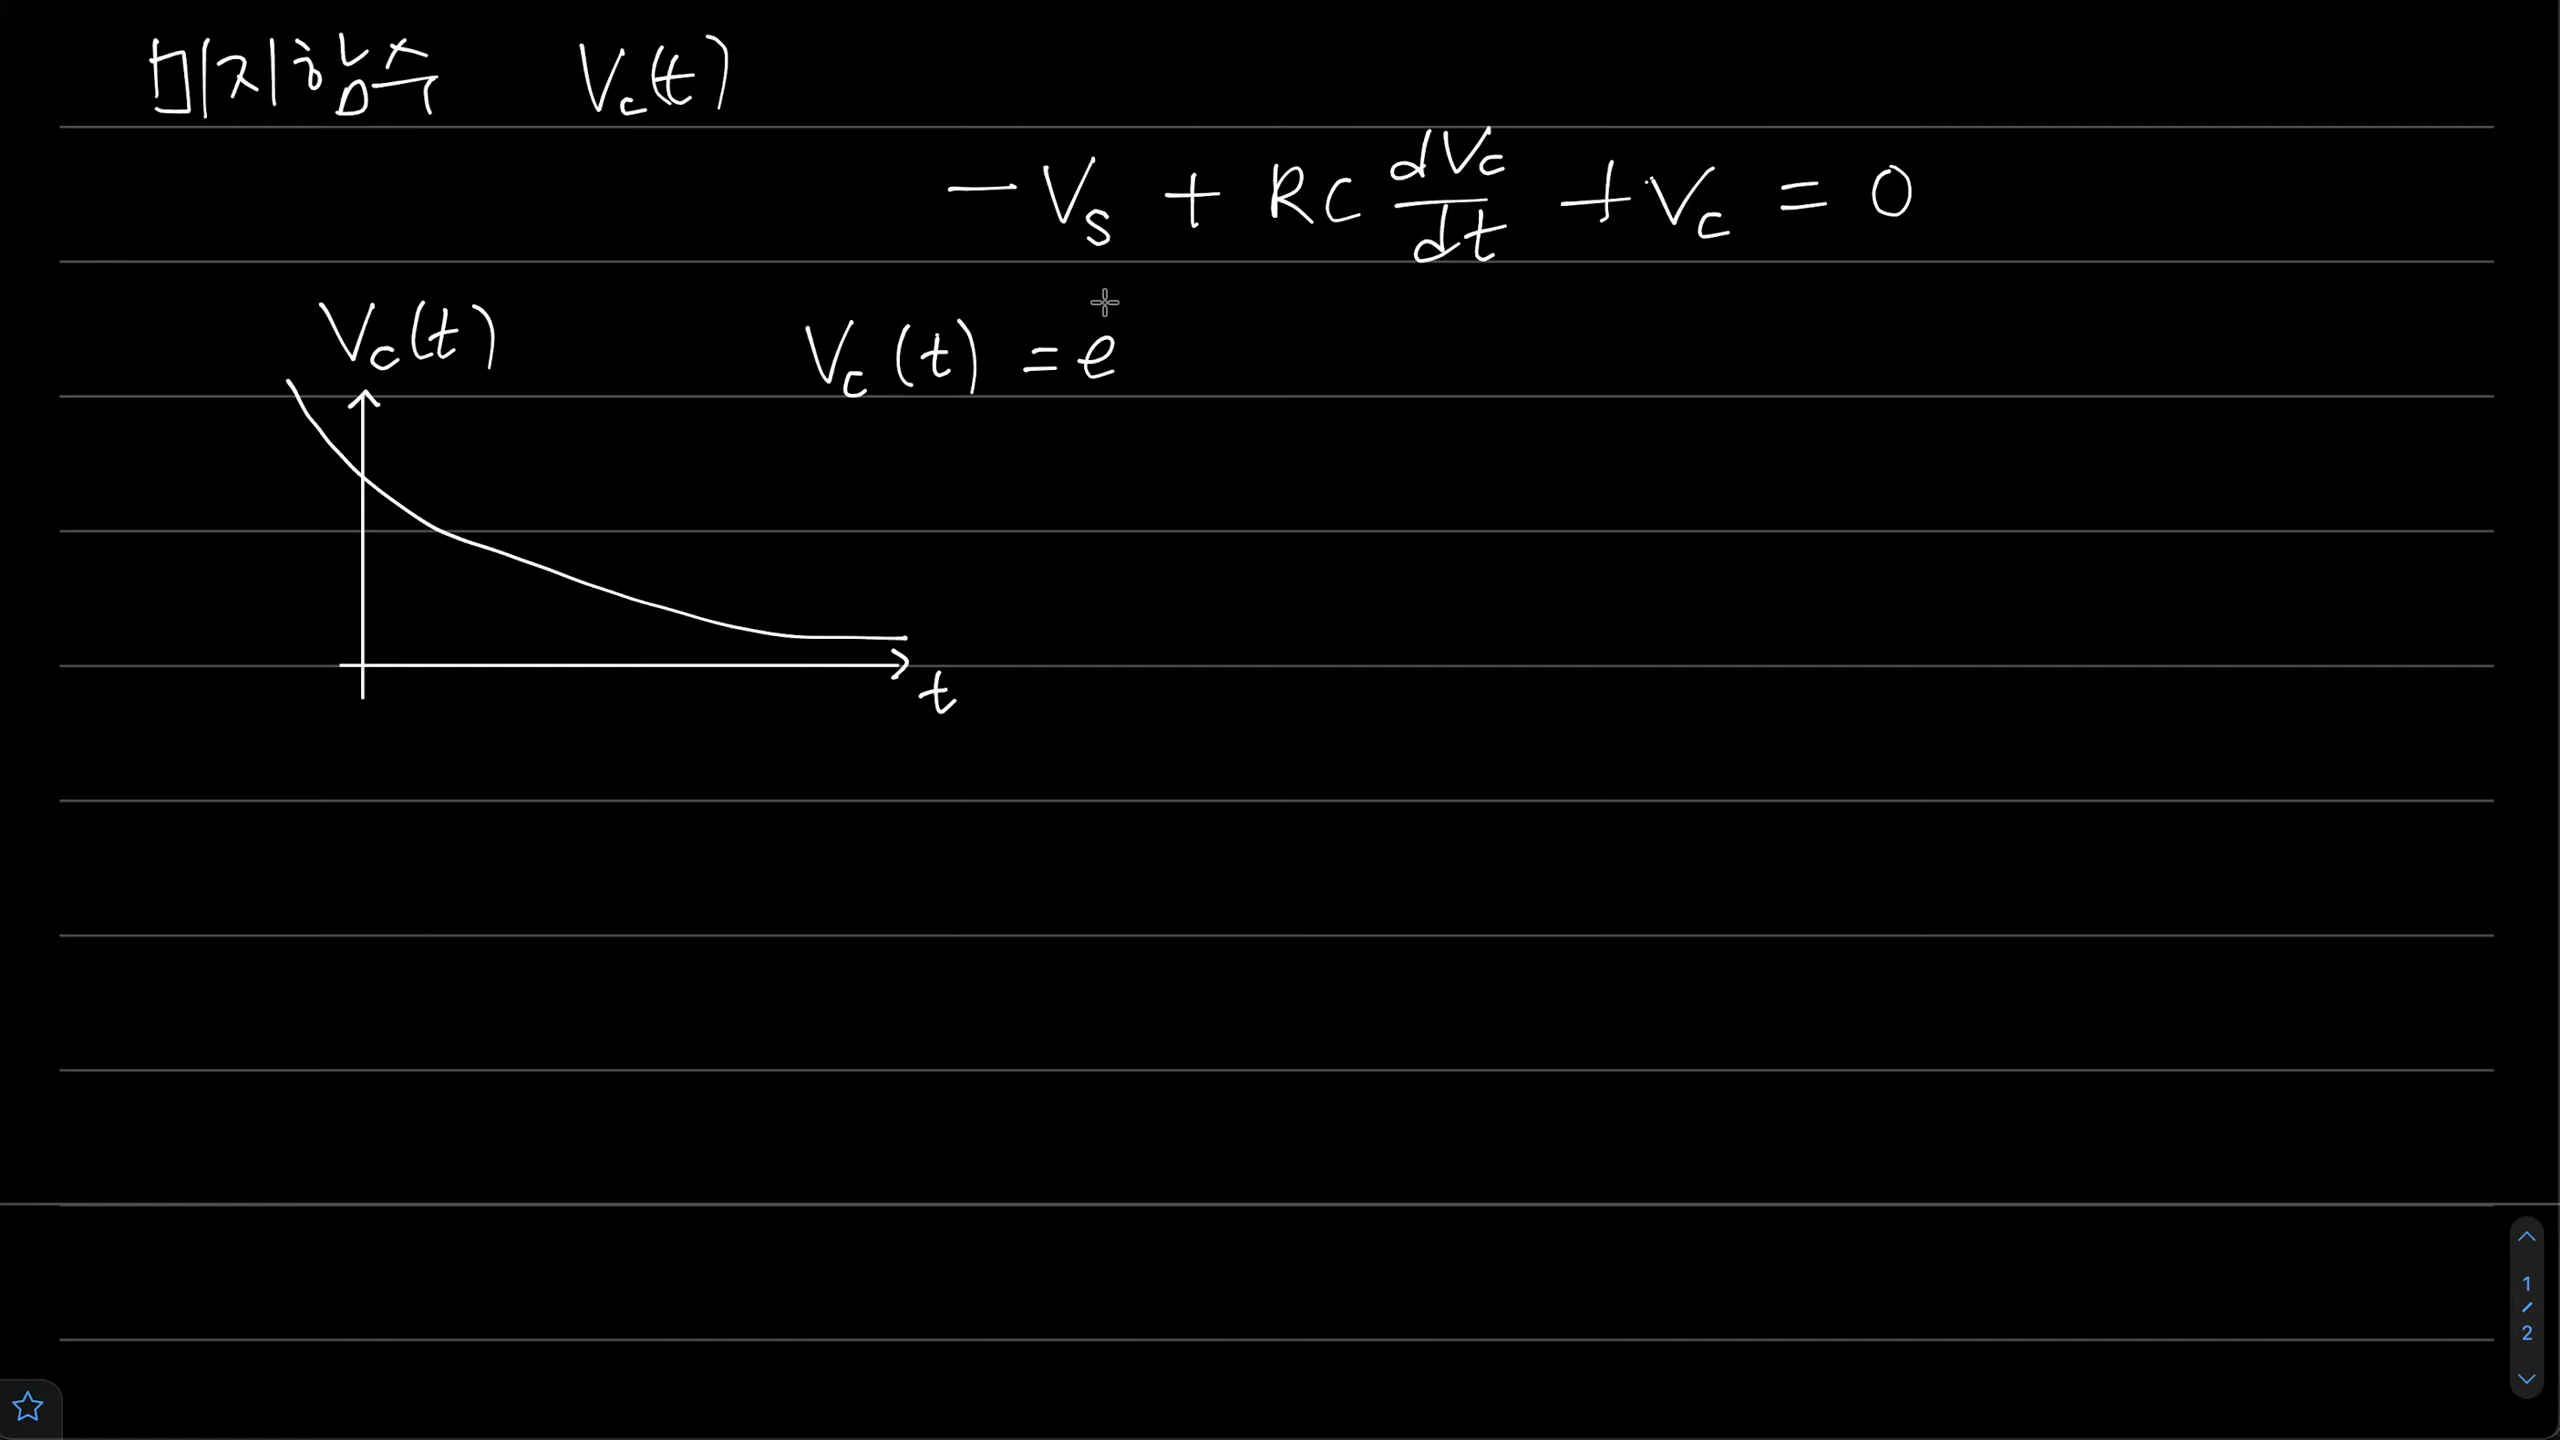 미지함수 Vc(t)
-Vs + RC dVc/dt + Vc = 0
Vc(t)
Vc(t) = e
t
1
/
2